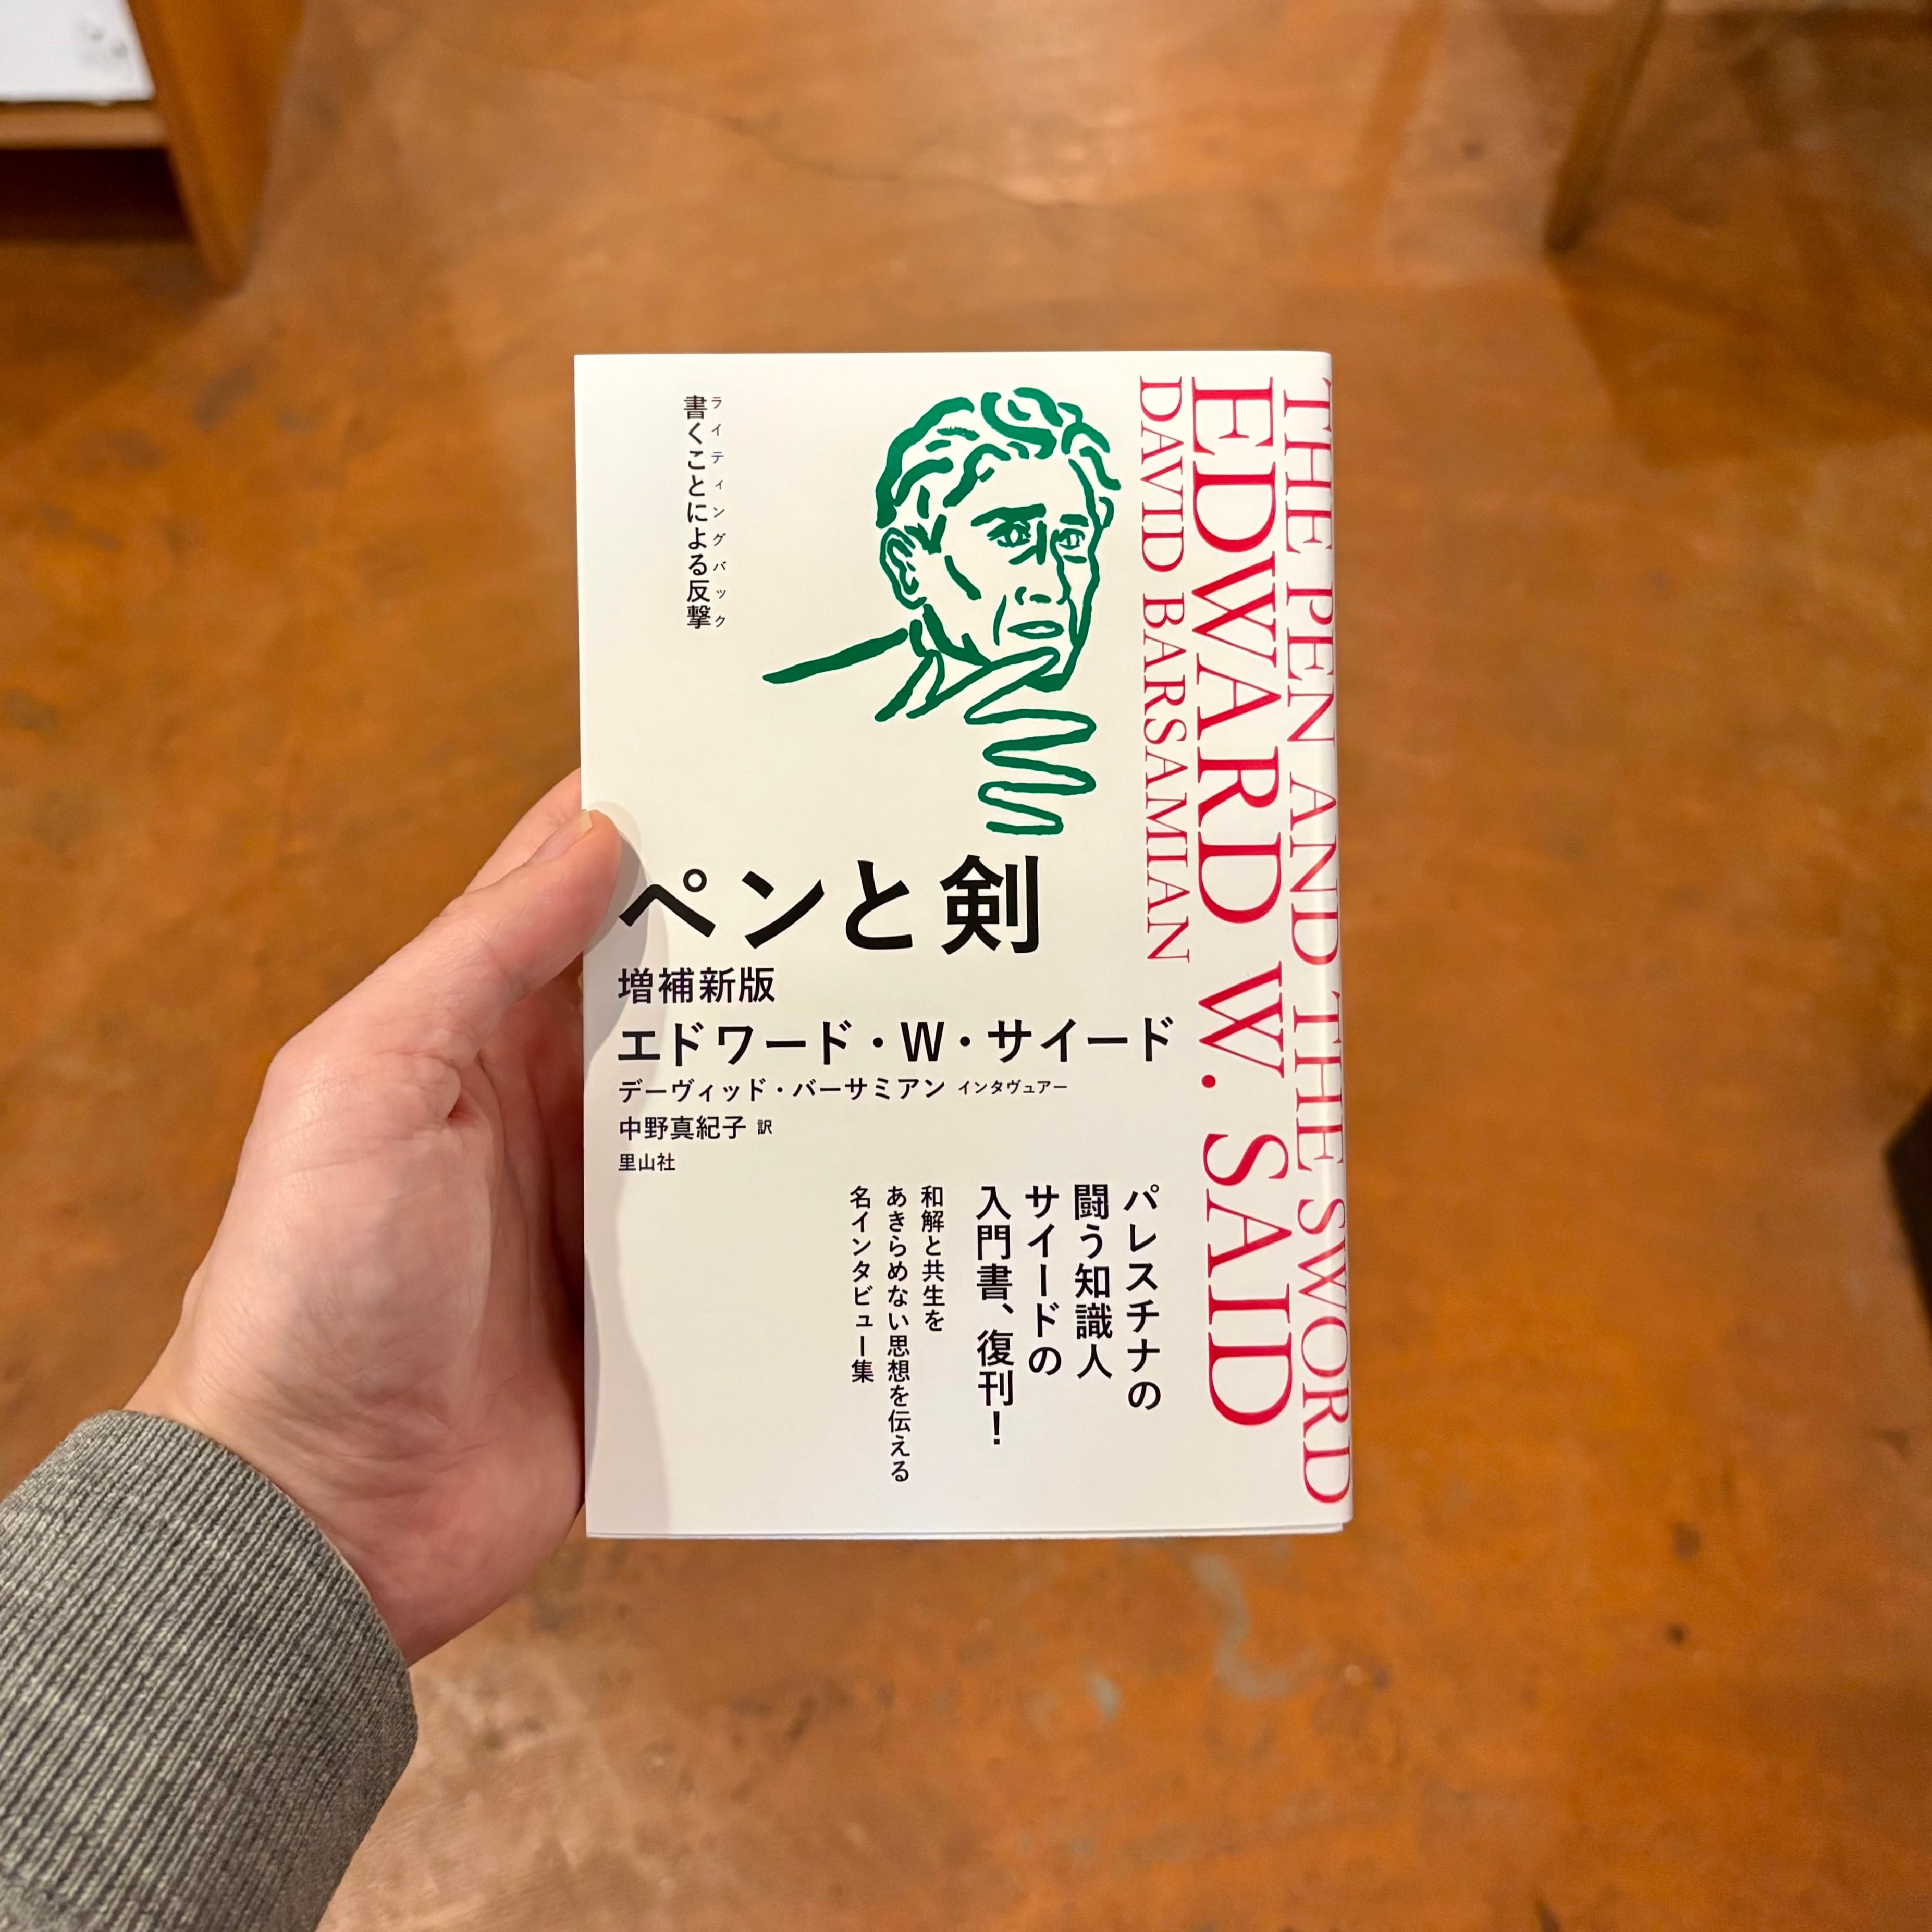 THE PEN AND THE SWORD
EDWARD W. SAID
DAVID BARSAMIAN
書くことによる反撃
ライティングバック
ペンと剣
増補新版
エドワード・W・サイード
デーヴィッド・バーサミアン インタヴュアー
中野真紀子 訳
里山社
パレスチナの
闘う知識人
サイードの
入門書、復刊！
和解と共生を
あきらめない思想を伝える
名インタビュー集